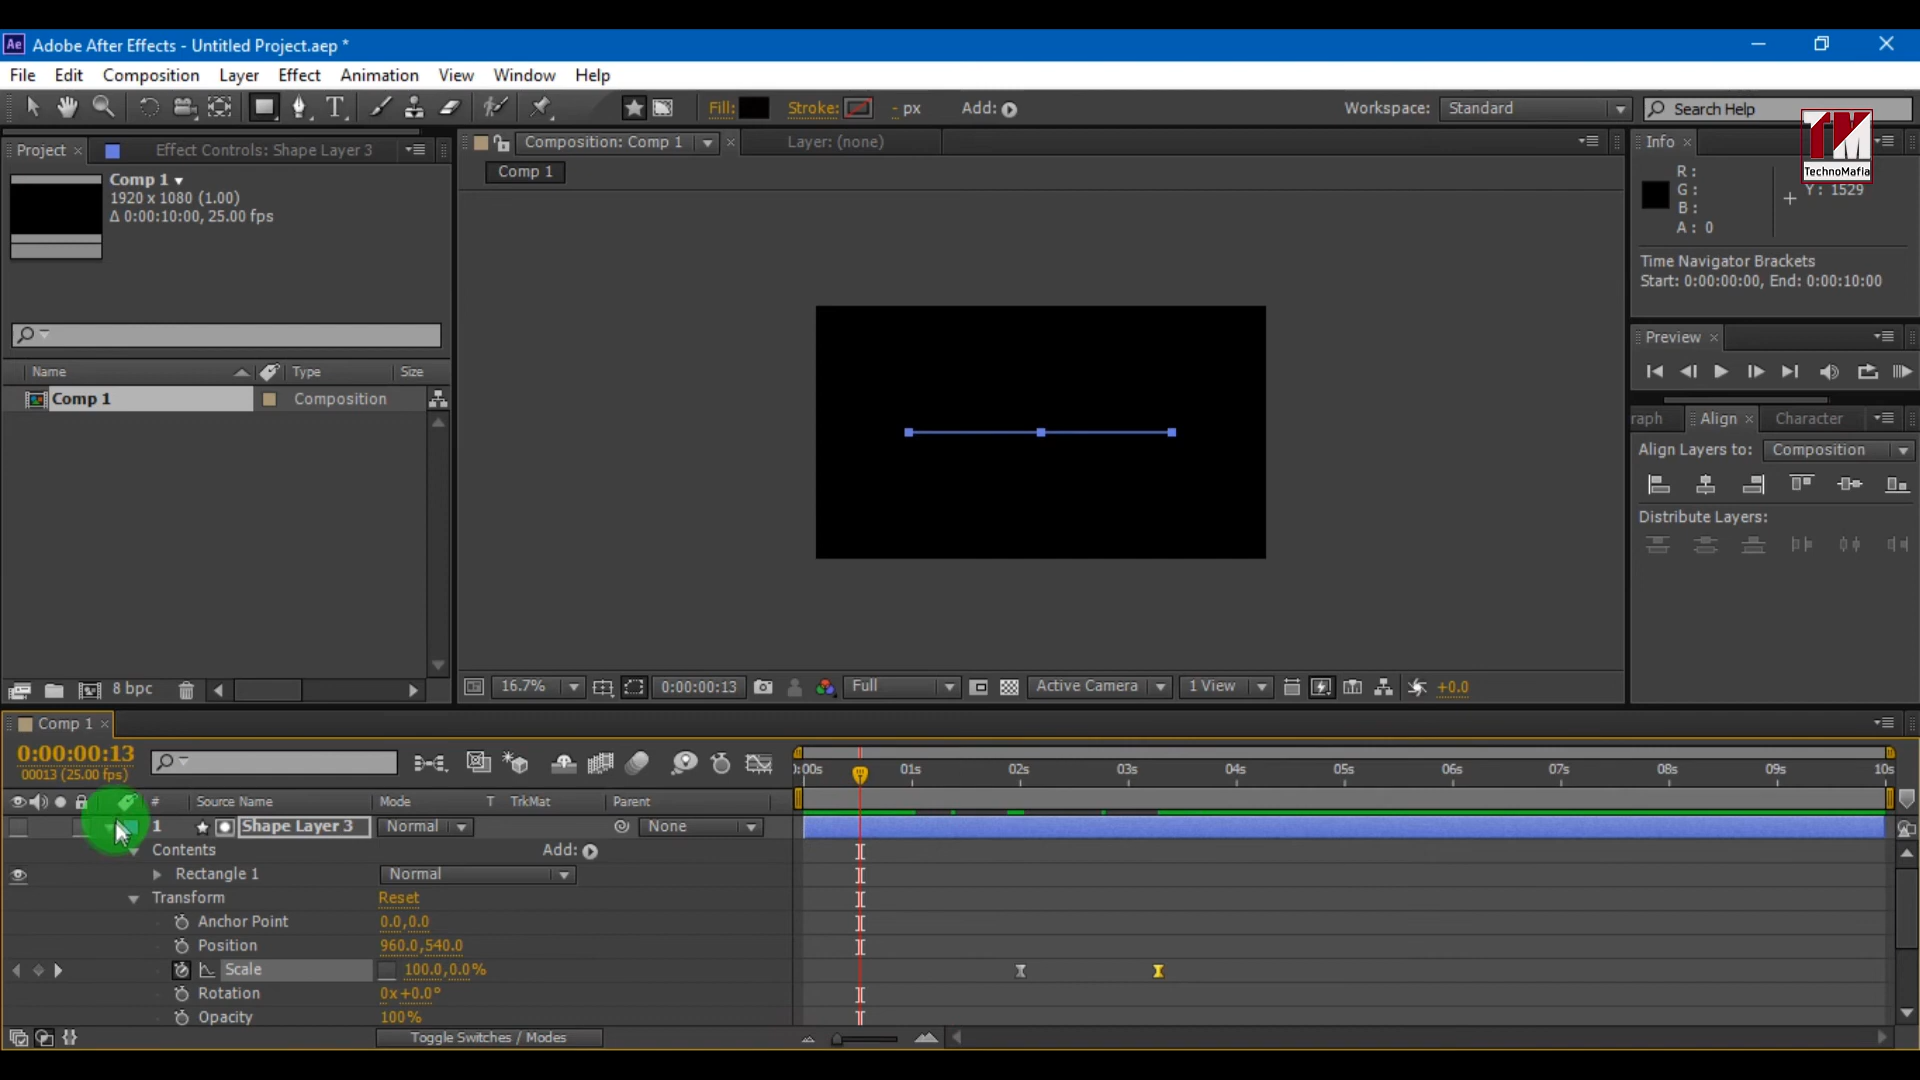 Ae Adobe After Effects - Untitled Project.aep *
File Edit Composition Layer Effect Animation View Window Help
Fill: Stroke: - px Add: Workspace: Standard Search Help
TM
TechnoMafia
Project Effect Controls: Shape Layer 3
Composition: Comp 1 Layer: (none)
Info
Comp 1
1920 x 1080 (1.00)
Δ 0:00:10:00, 25.00 fps
Comp 1
R :
G :
B :
A : 0
Y : 1529
Time Navigator Brackets
Start: 0:00:00:00, End: 0:00:10:00
Preview
Name Type Size
Comp 1 Composition
raph Align Character
Align Layers to: Composition
Distribute Layers:
8 bpc
16.7% 0:00:00:13 Full Active Camera 1 View +0.0
Comp 1
0:00:00:13
00013 (25.00 fps)
):00s 01s 02s 03s 04s 05s 06s 07s 08s 09s 10s
# Source Name Mode T TrkMat Parent
1 Shape Layer 3 Normal None
Contents Add:
Rectangle 1 Normal
Transform Reset
Anchor Point 0.0,0.0
Position 960.0,540.0
Scale 100.0,0.0%
Rotation 0x+0.0°
Opacity 100%
Toggle Switches / Modes